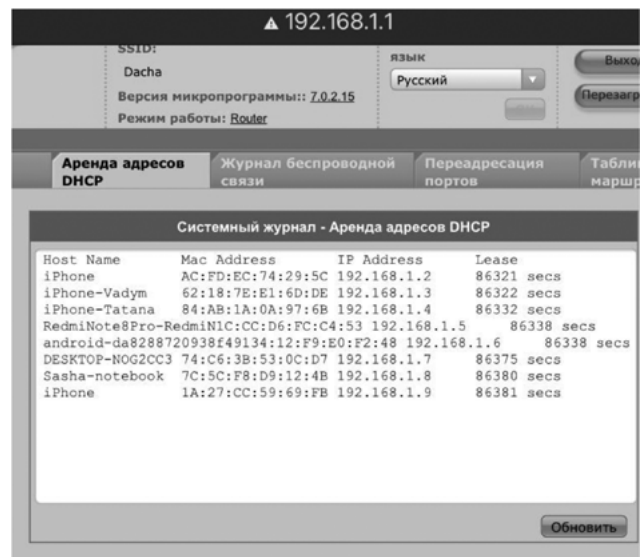 192.168.1.1
SSID:
Dacha
Версия микропрограммы:: 7.0.2.15
Режим работы: Router
язык
Русский
Выхо
Перезагр
Аренда адресов DHCP
Журнал беспроводной связи
Переадресация портов
Табли маршр
Системный журнал - Аренда адресов DHCP
Host Name Mac Address IP Address Lease
iPhone AC:FD:EC:74:29:5C 192.168.1.2 86321 secs
iPhone-Vadym 62:18:7E:E1:6D:DE 192.168.1.3 86322 secs
iPhone-Tatana 84:AB:1A:0A:97:6B 192.168.1.4 86332 secs
RedmiNote8Pro-RedmiN1C:CC:D6:FC:C4:53 192.168.1.5 86338 secs
android-da8288720938f49134:12:F9:E0:F2:48 192.168.1.6 86338 secs
DESKTOP-NOG2CC3 74:C6:3B:53:0C:D7 192.168.1.7 86375 secs
Sasha-notebook 7C:5C:F8:D9:12:4B 192.168.1.8 86380 secs
iPhone 1A:27:CC:59:69:FB 192.168.1.9 86381 secs
Обновить